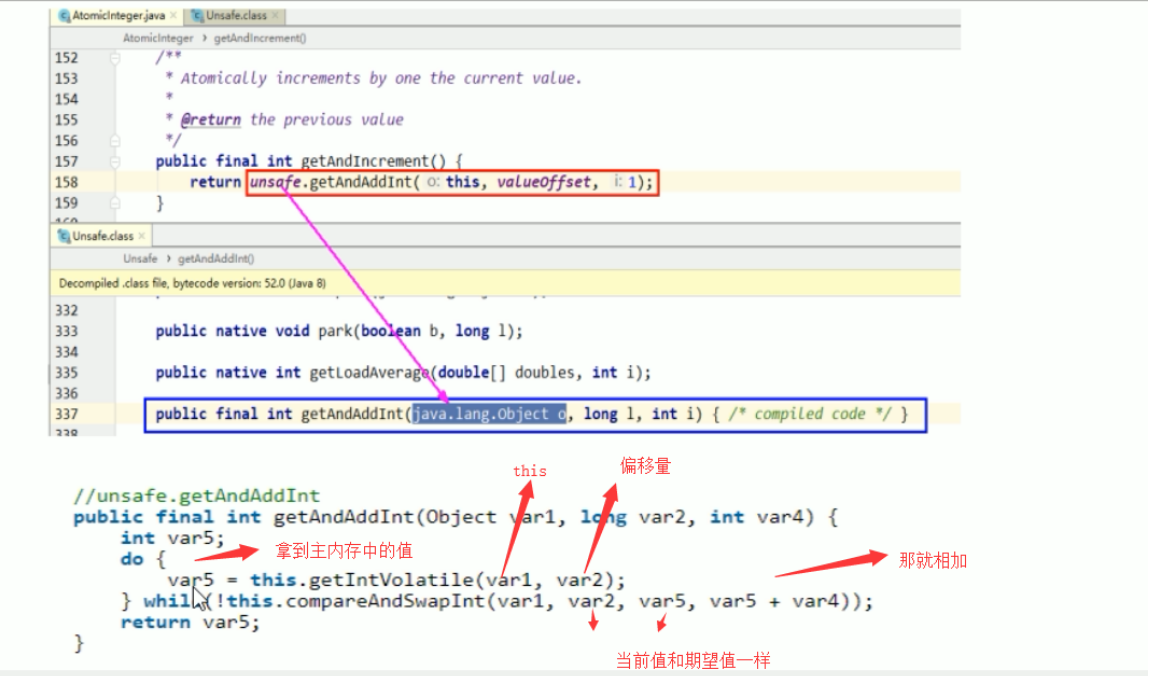 AtomicInteger.java × Unsafe.class ×
AtomicInteger › getAndIncrement()
152 /**
153 * Atomically increments by one the current value.
154 *
155 * @return the previous value
156 */
157 public final int getAndIncrement() {
158 return unsafe.getAndAddInt( o: this, valueOffset, i: 1);
159 }
160
Unsafe.class ×
Unsafe › getAndAddInt()
Decompiled .class file, bytecode version: 52.0 (Java 8)
332
333 public native void park(boolean b, long l);
334
335 public native int getLoadAverage(double[] doubles, int i);
336
337 public final int getAndAddInt(java.lang.Object o, long l, int i) { /* compiled code */ }
338
this
偏移量
//unsafe.getAndAddInt
public final int getAndAddInt(Object var1, long var2, int var4) {
int var5;
do {
拿到主内存中的值
那就相加
var5 = this.getIntVolatile(var1, var2);
} while(!this.compareAndSwapInt(var1, var2, var5, var5 + var4));
return var5;
}
当前值和期望值一样